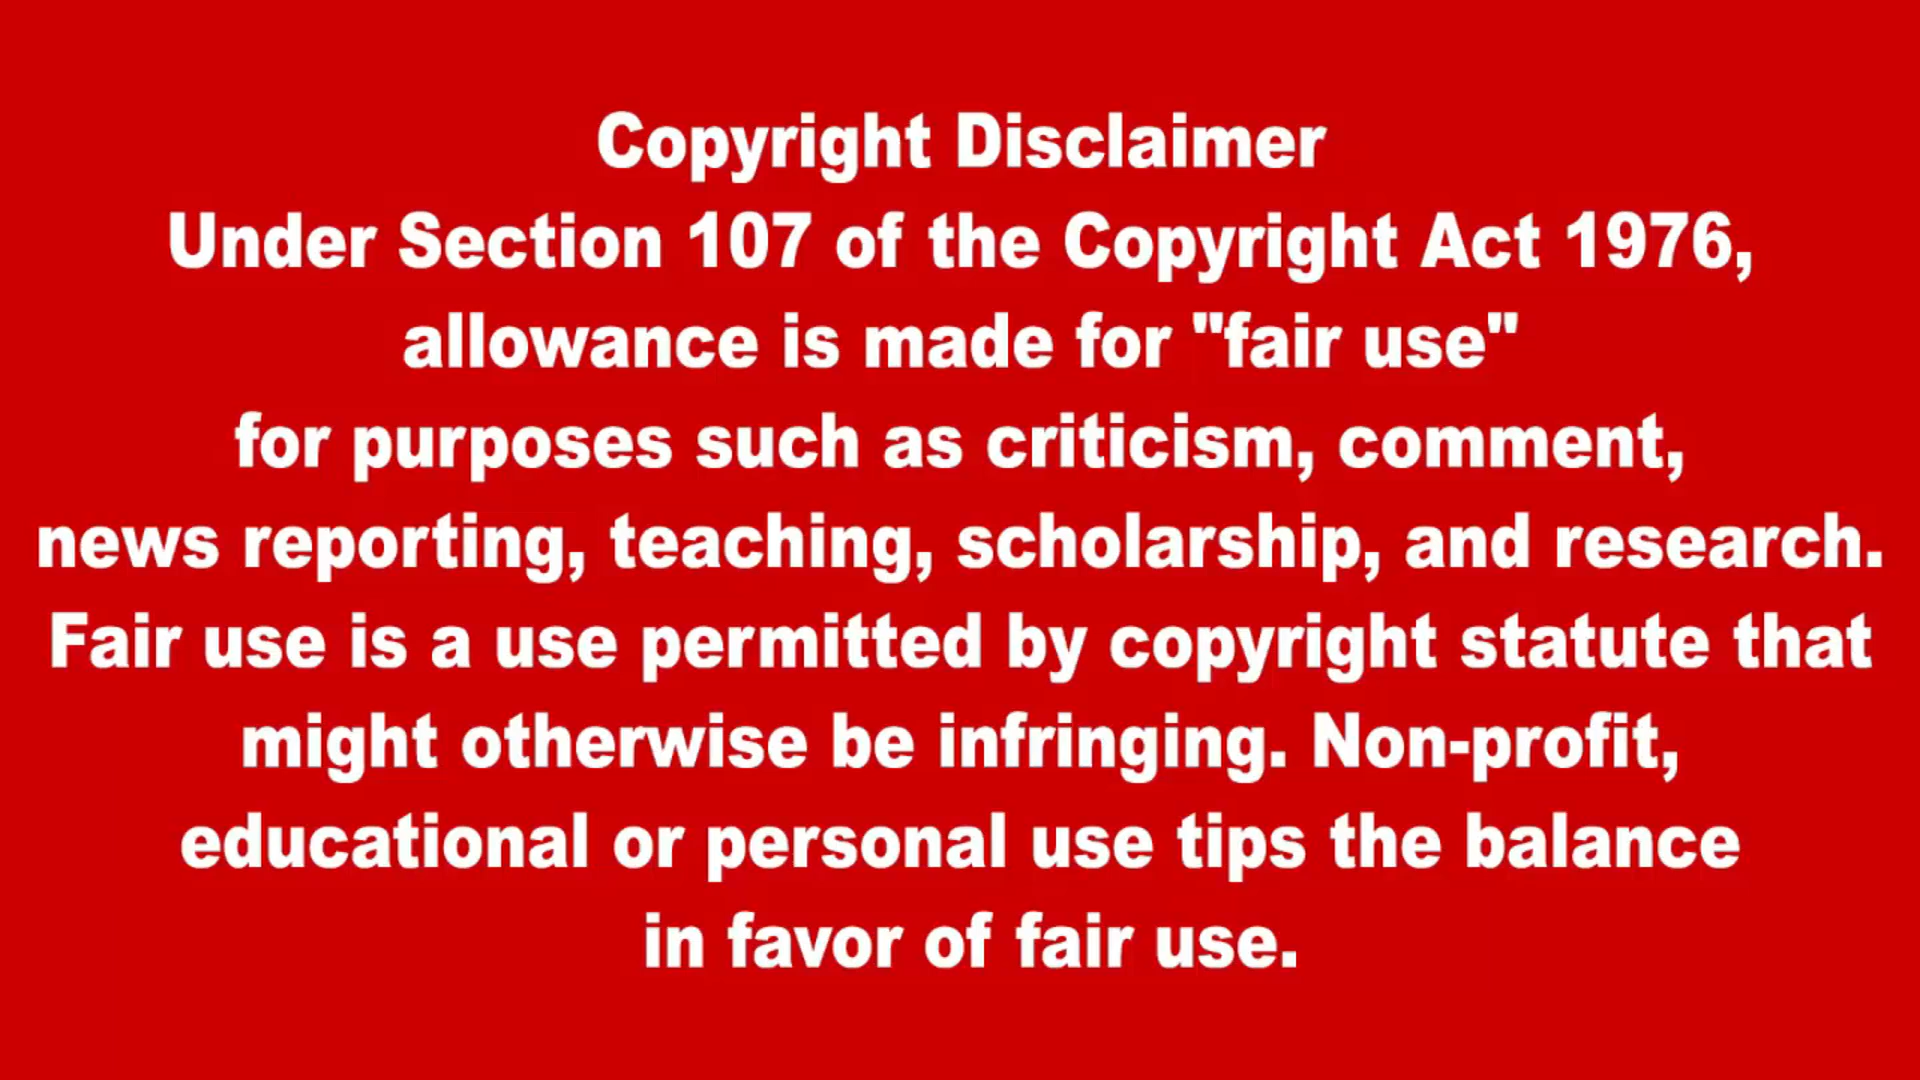 Copyright Disclaimer
Under Section 107 of the Copyright Act 1976,
allowance is made for "fair use"
for purposes such as criticism, comment,
news reporting, teaching, scholarship, and research.
Fair use is a use permitted by copyright statute that
might otherwise be infringing. Non-profit,
educational or personal use tips the balance
in favor of fair use.